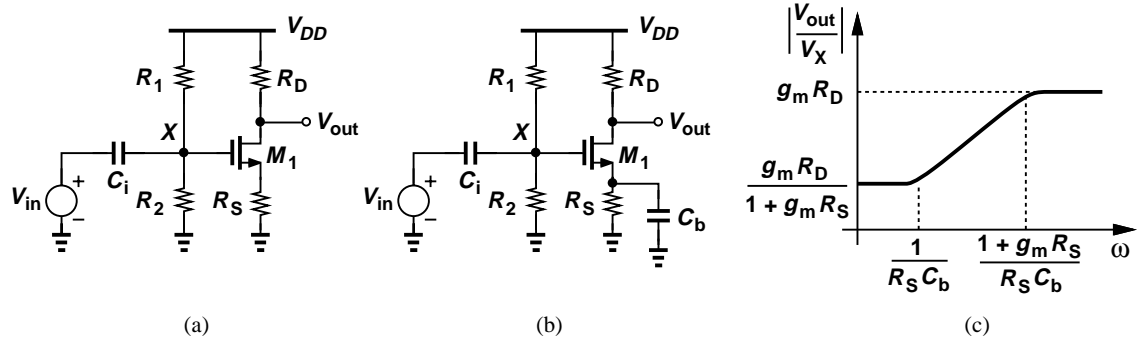 V_DD
R_1
R_D
V_out
X
M_1
C_i
V_in
+
−
R_2
R_S
(a)
V_DD
R_1
R_D
V_out
X
M_1
C_i
V_in
+
−
R_2
R_S
C_b
(b)
|V_out / V_X|
g_m R_D
g_m R_D / 1 + g_m R_S
1 / R_S C_b
1 + g_m R_S / R_S C_b
ω
(c)